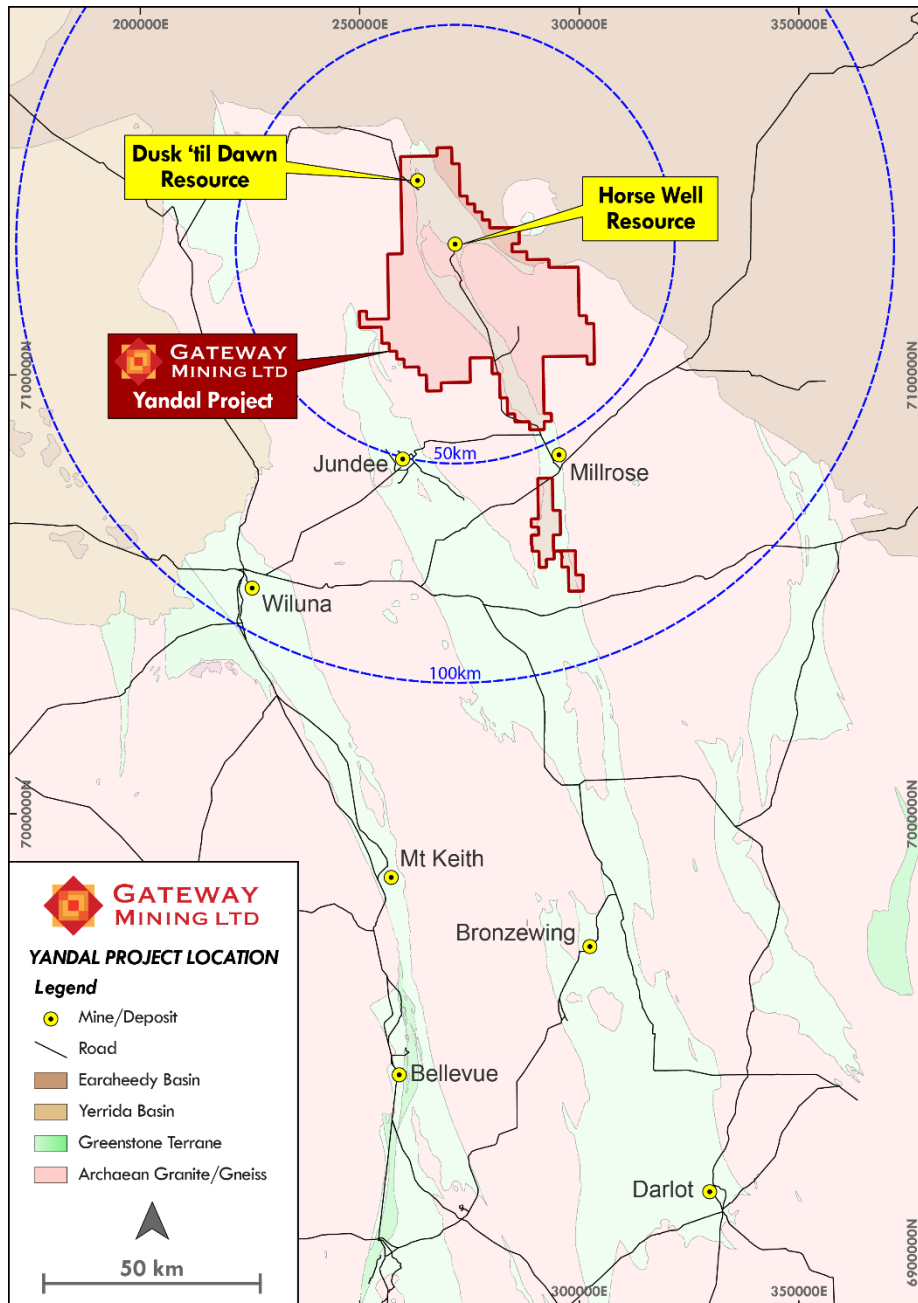 200000E
250000E
300000E
350000E
Dusk ‘til Dawn
Resource
Horse Well
Resource
7100000N
7100000N
GATEWAY
MINING LTD
Yandal Project
50km
Jundee
Millrose
Wiluna
100km
7000000N
7000000N
Mt Keith
Bronzewing
Bellevue
Darlot
GATEWAY
MINING LTD
YANDAL PROJECT LOCATION
Legend
Mine/Deposit
Road
Earaheedy Basin
Yerrida Basin
Greenstone Terrane
Archaean Granite/Gneiss
50 km
6900000N
300000E
350000E